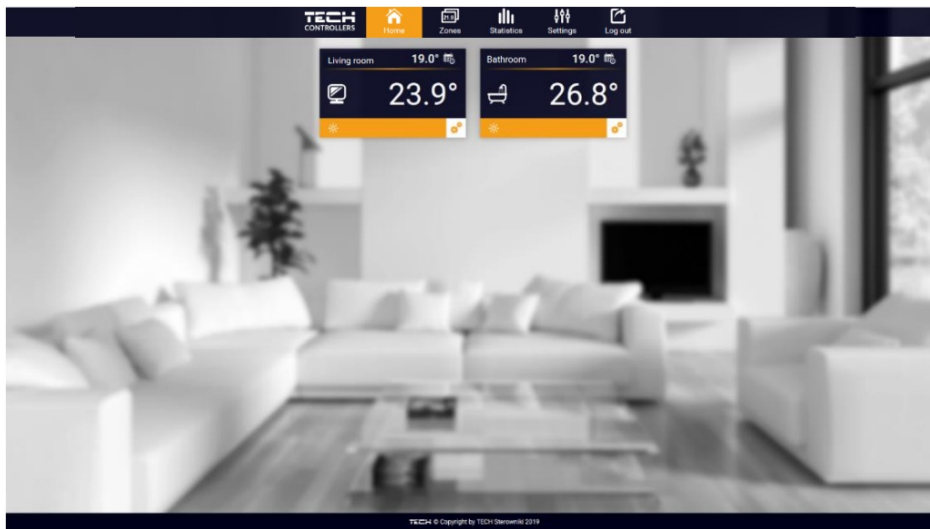 TECH
CONTROLLERS
Home
Zones
Statistics
Settings
Log out
Living room 19.0°
23.9°
Bathroom 19.0°
26.8°
TECH © Copyright by TECH Sterowniki 2019